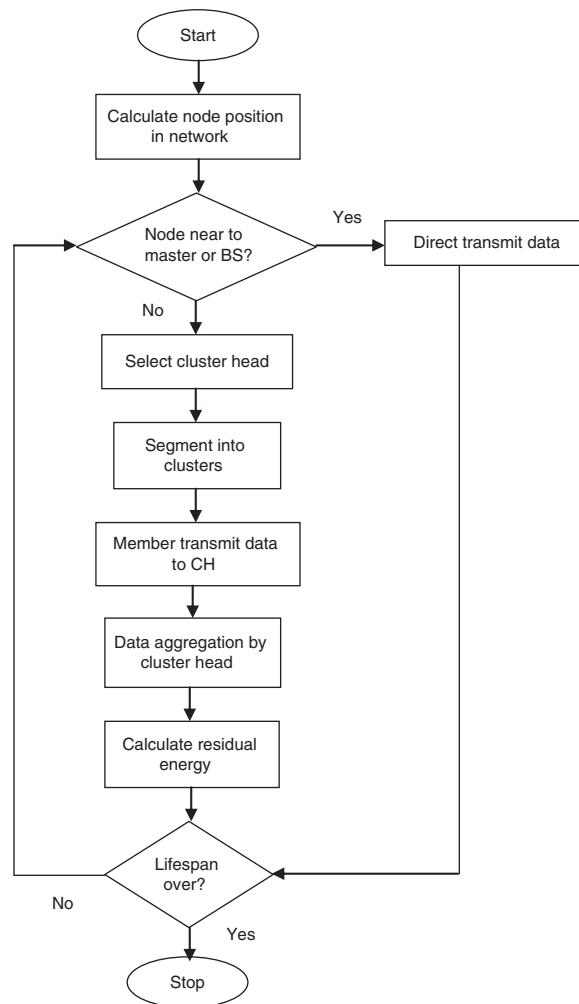 Start
Calculate node position
in network
Node near to
master or BS?
Yes
Direct transmit data
No
Select cluster head
Segment into
clusters
Member transmit data
to CH
Data aggregation by
cluster head
Calculate residual
energy
Lifespan
over?
No
Yes
Stop